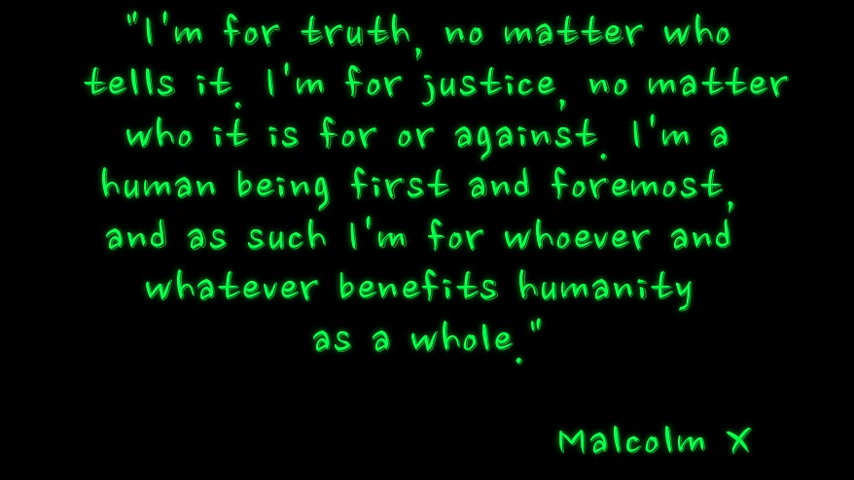 "I'm for truth, no matter who
tells it. I'm for justice, no matter
who it is for or against. I'm a
human being first and foremost,
and as such I'm for whoever and
whatever benefits humanity
as a whole."
Malcolm X